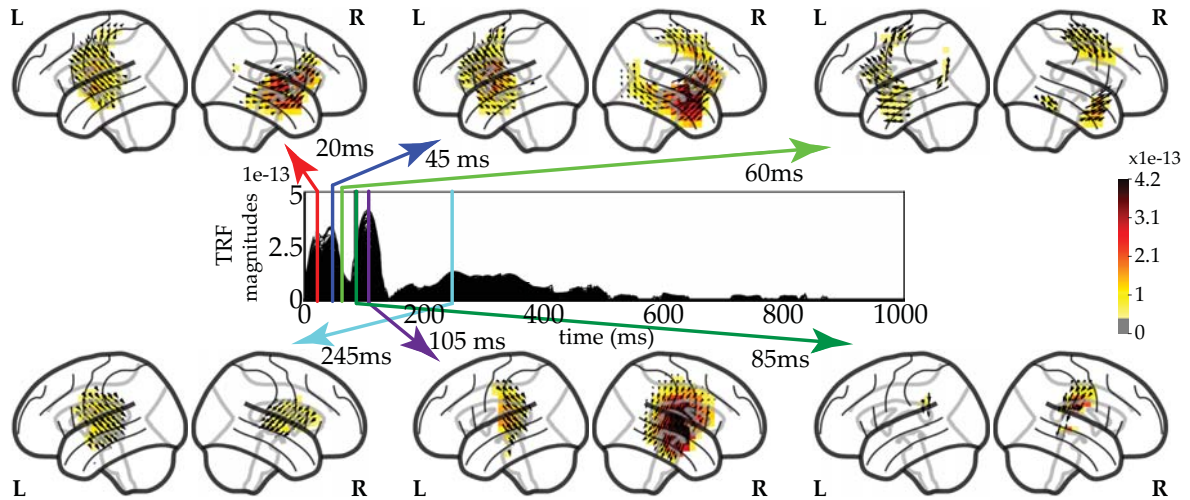 L R L R L R
20ms
45 ms
60ms
1e-13
x1e-13
5
2.5
0
TRF
magnitudes
4.2
3.1
2.1
1
0
0 200 400 600 800 1000
time (ms)
245ms
105 ms
85ms
L R L R L R